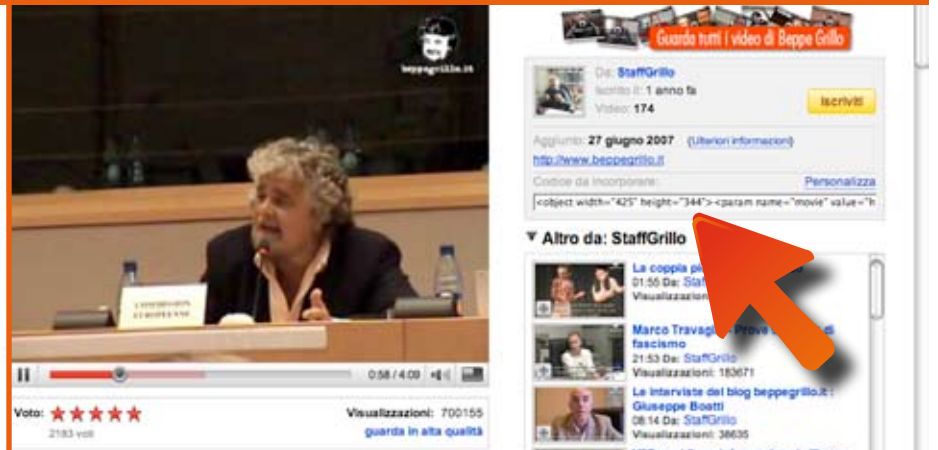 beppegrillo.it
COMMISSION
EUROPEENNE
0:58 / 4:09
Voto:
2183 voti
Visualizzazioni: 700155
guarda in alta qualità
Guarda tutti i video di Beppe Grillo
Da: StaffGrillo
Iscritto il: 1 anno fa
Video: 174
Iscriviti
Aggiunto: 27 giugno 2007 (Ulteriori informazioni)
http://www.beppegrillo.it
Codice da incorporare: Personalizza
<object width="425" height="344"><param name="movie" value="h
Altro da: StaffGrillo
La coppia
01:55 Da:
Visualizzazioni
Marco Travaglio - Prove di
fascismo
21:53 Da: StaffGrillo
Visualizzazioni: 183671
Le interviste del blog beppegrillo.it :
Giuseppe Boatti
08:14 Da: StaffGrillo
Visualizzazioni: 38635